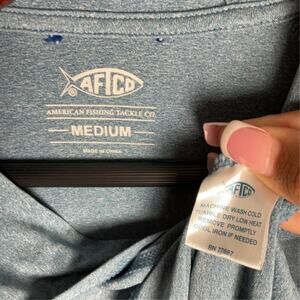 AFTCO
AMERICAN FISHING TACKLE CO.
MEDIUM
MADE IN CHINA
AFTCO
MACHINE WASH COLD
TUMBLE DRY LOW HEAT
REMOVE PROMPTLY
COOL IRON IF NEEDED